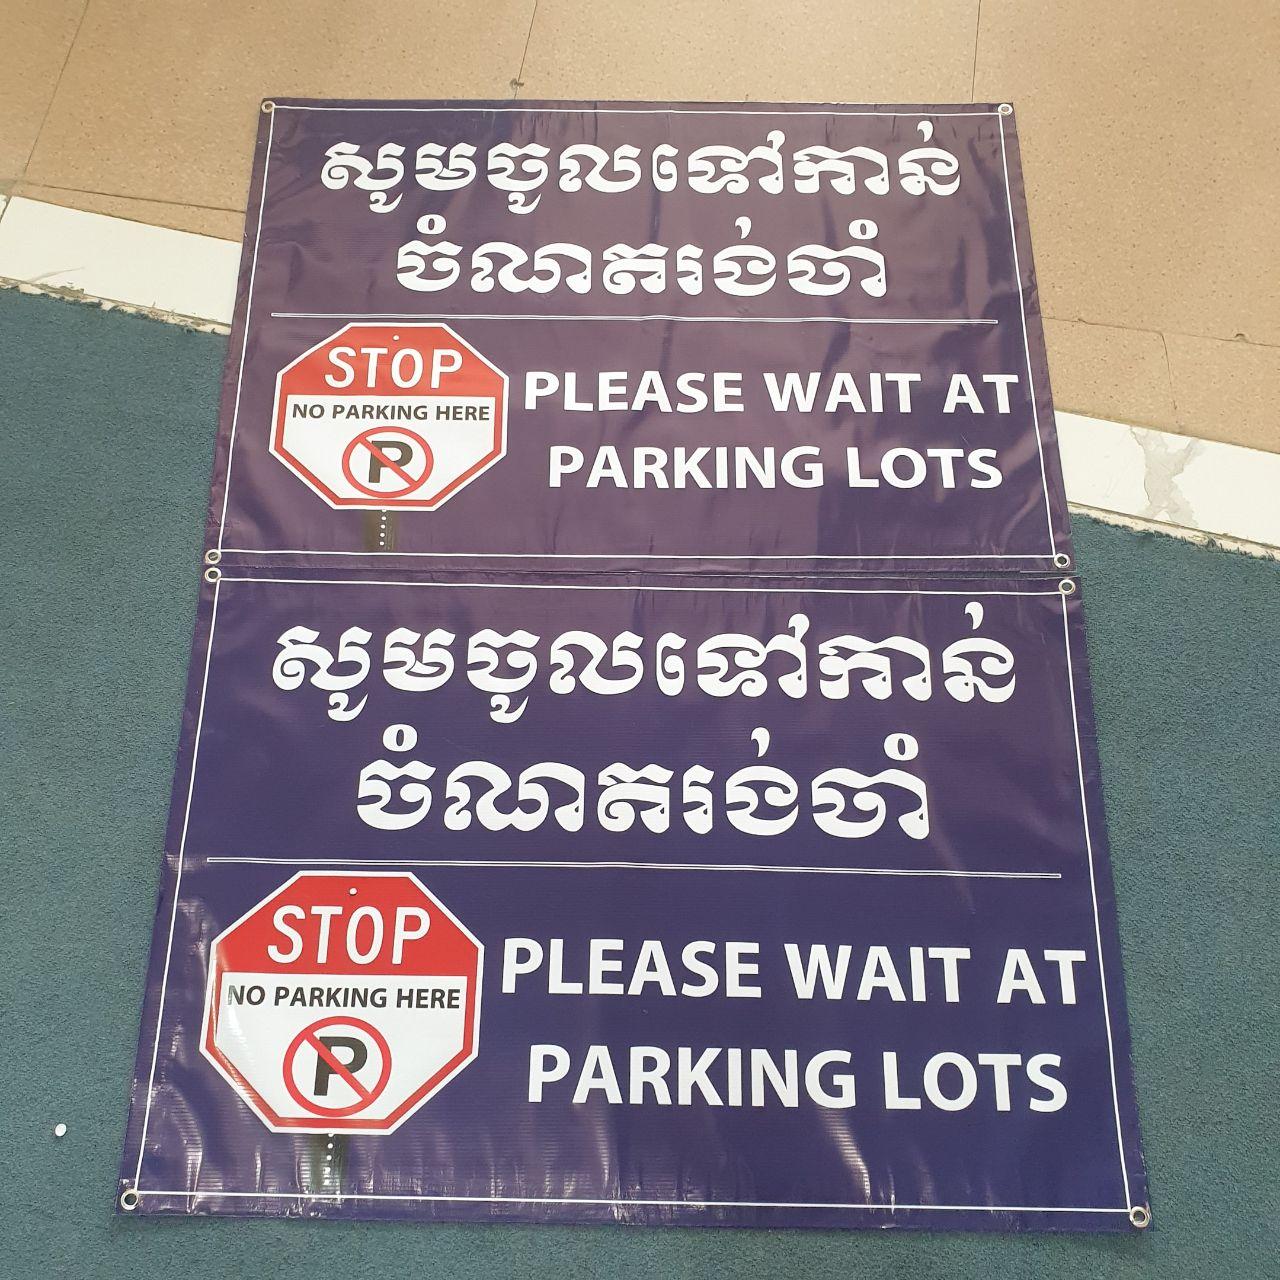 សូមចូលទៅកាន់
ចំណតរង់ចាំ
STOP
NO PARKING HERE
P
PLEASE WAIT AT
PARKING LOTS
សូមចូលទៅកាន់
ចំណតរង់ចាំ
STOP
NO PARKING HERE
P
PLEASE WAIT AT
PARKING LOTS